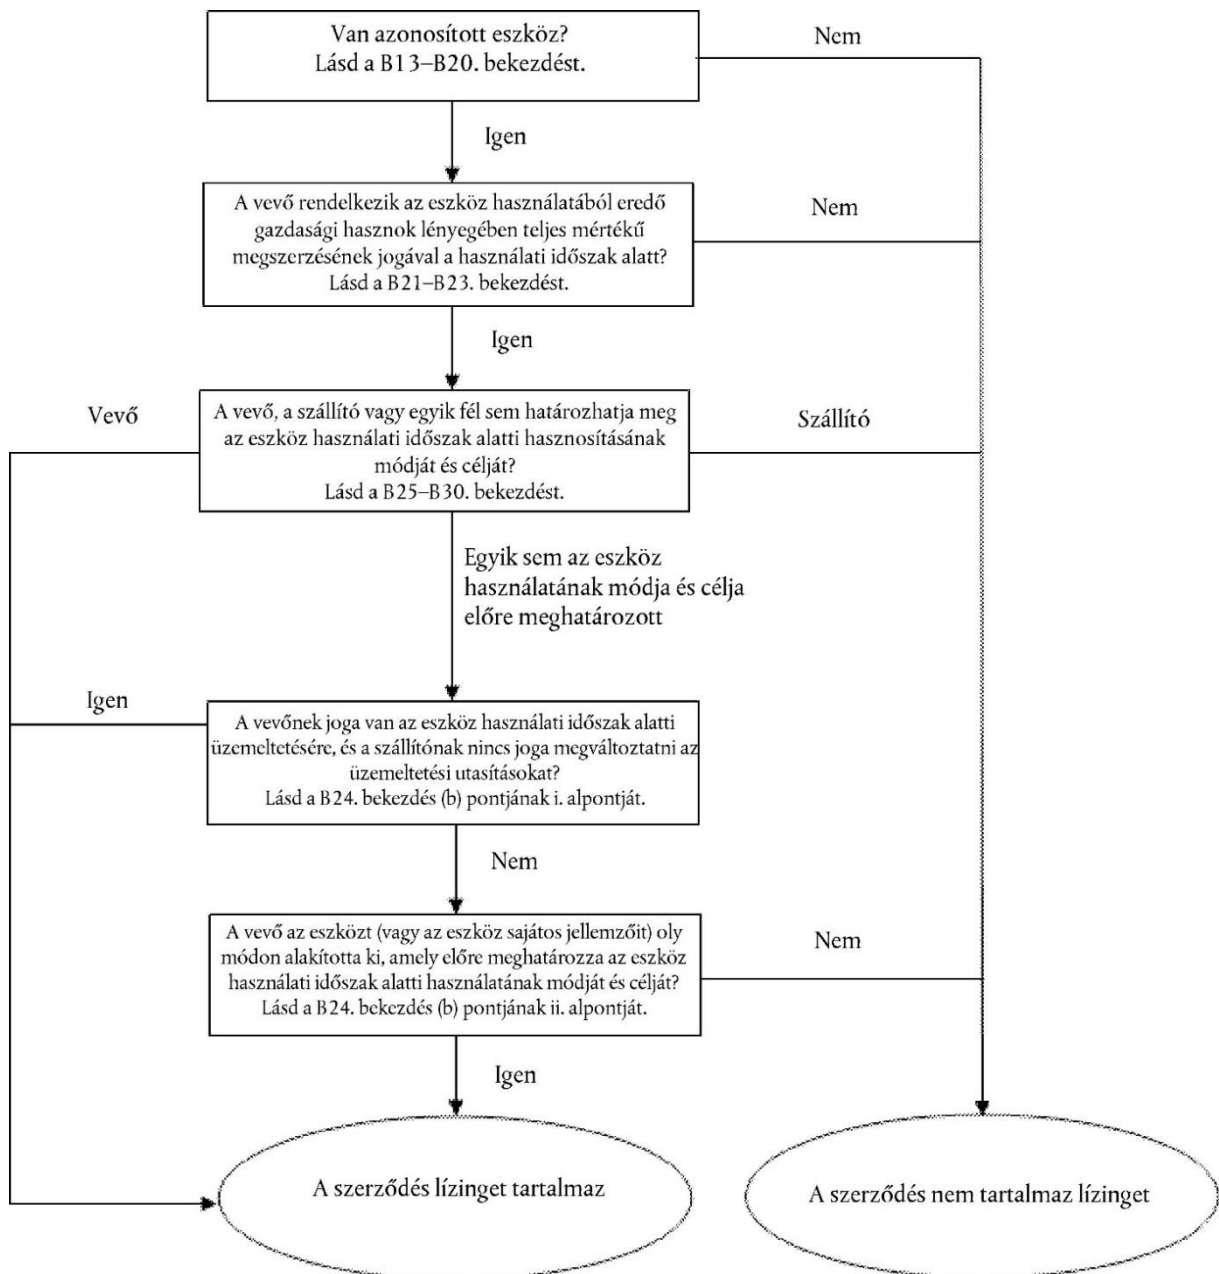 Van azonosított eszköz?
Lásd a B13–B20. bekezdést.
Nem
Igen
A vevő rendelkezik az eszköz használatából eredő
gazdasági hasznok lényegében teljes mértékű
megszerzésének jogával a használati időszak alatt?
Lásd a B21–B23. bekezdést.
Nem
Igen
Vevő
A vevő, a szállító vagy egyik fél sem határozhatja meg
az eszköz használati időszak alatti hasznosításának
módját és célját?
Lásd a B25–B30. bekezdést.
Szállító
Egyik sem az eszköz
használatának módja és célja
előre meghatározott
Igen
A vevőnek joga van az eszköz használati időszak alatti
üzemeltetésére, és a szállítónak nincs joga megváltoztatni az
üzemeltetési utasításokat?
Lásd a B24. bekezdés (b) pontjának i. alpontját.
Nem
A vevő az eszközt (vagy az eszköz sajátos jellemzőit) oly
módon alakította ki, amely előre meghatározza az eszköz
használati időszak alatti használatának módját és célját?
Lásd a B24. bekezdés (b) pontjának ii. alpontját.
Nem
Igen
A szerződés lízinget tartalmaz
A szerződés nem tartalmaz lízinget